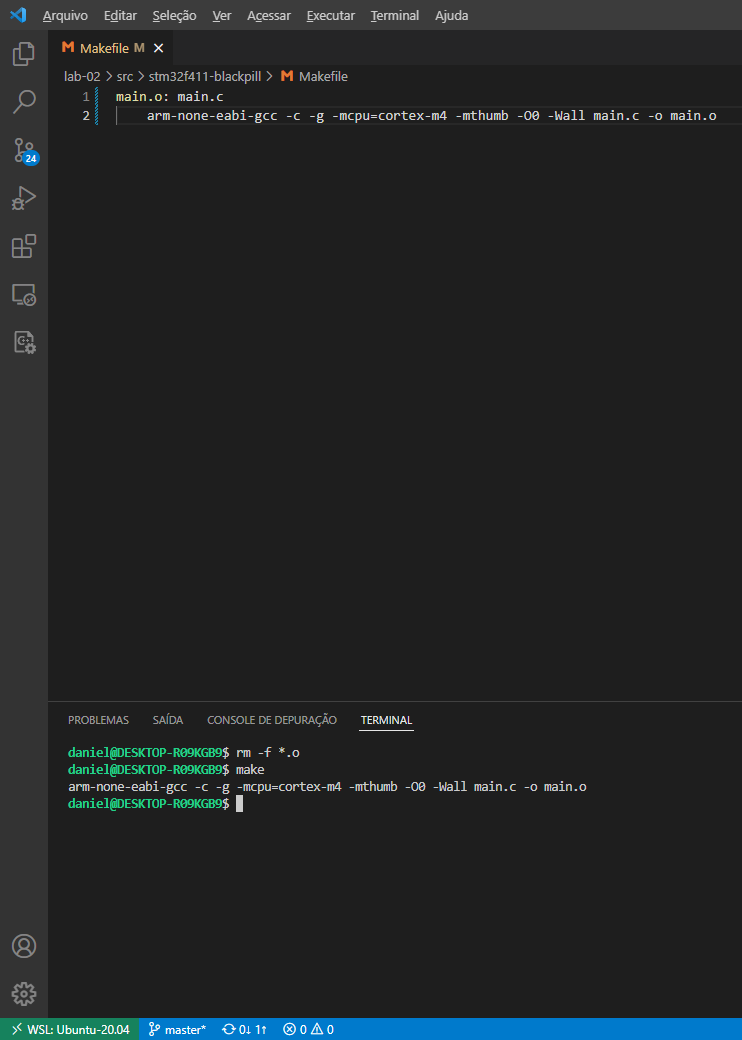 Arquivo Editar Seleção Ver Acessar Executar Terminal Ajuda
M Makefile M
lab-02 > src > stm32f411-blackpill > M Makefile
1 main.o: main.c
2 arm-none-eabi-gcc -c -g -mcpu=cortex-m4 -mthumb -O0 -Wall main.c -o main.o
24
PROBLEMAS SAÍDA CONSOLE DE DEPURAÇÃO TERMINAL
daniel@DESKTOP-R09KGB9$ rm -f *.o
daniel@DESKTOP-R09KGB9$ make
arm-none-eabi-gcc -c -g -mcpu=cortex-m4 -mthumb -O0 -Wall main.c -o main.o
daniel@DESKTOP-R09KGB9$
WSL: Ubuntu-20.04 master* 0↓ 1↑ 0 0